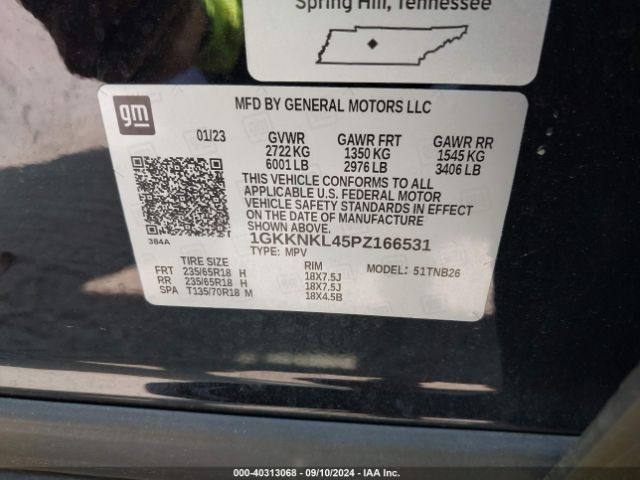 Spring Hill, Tennessee
gm
MFD BY GENERAL MOTORS LLC
01/23 GVWR GAWR FRT GAWR RR
2722 KG 1350 KG 1545 KG
6001 LB 2976 LB 3406 LB
THIS VEHICLE CONFORMS TO ALL
APPLICABLE U.S. FEDERAL MOTOR
VEHICLE SAFETY STANDARDS IN EFFECT
ON THE DATE OF MANUFACTURE
SHOWN ABOVE.
384A
1GKKNKL45PZ166531
TYPE: MPV
TIRE SIZE RIM MODEL: 51TNB26
FRT 235/65R18 H 18X7.5J
RR 235/65R18 H 18X7.5J
SPA T135/70R18 M 18X4.5B
000-40313068 - 09/10/2024 - IAA Inc.